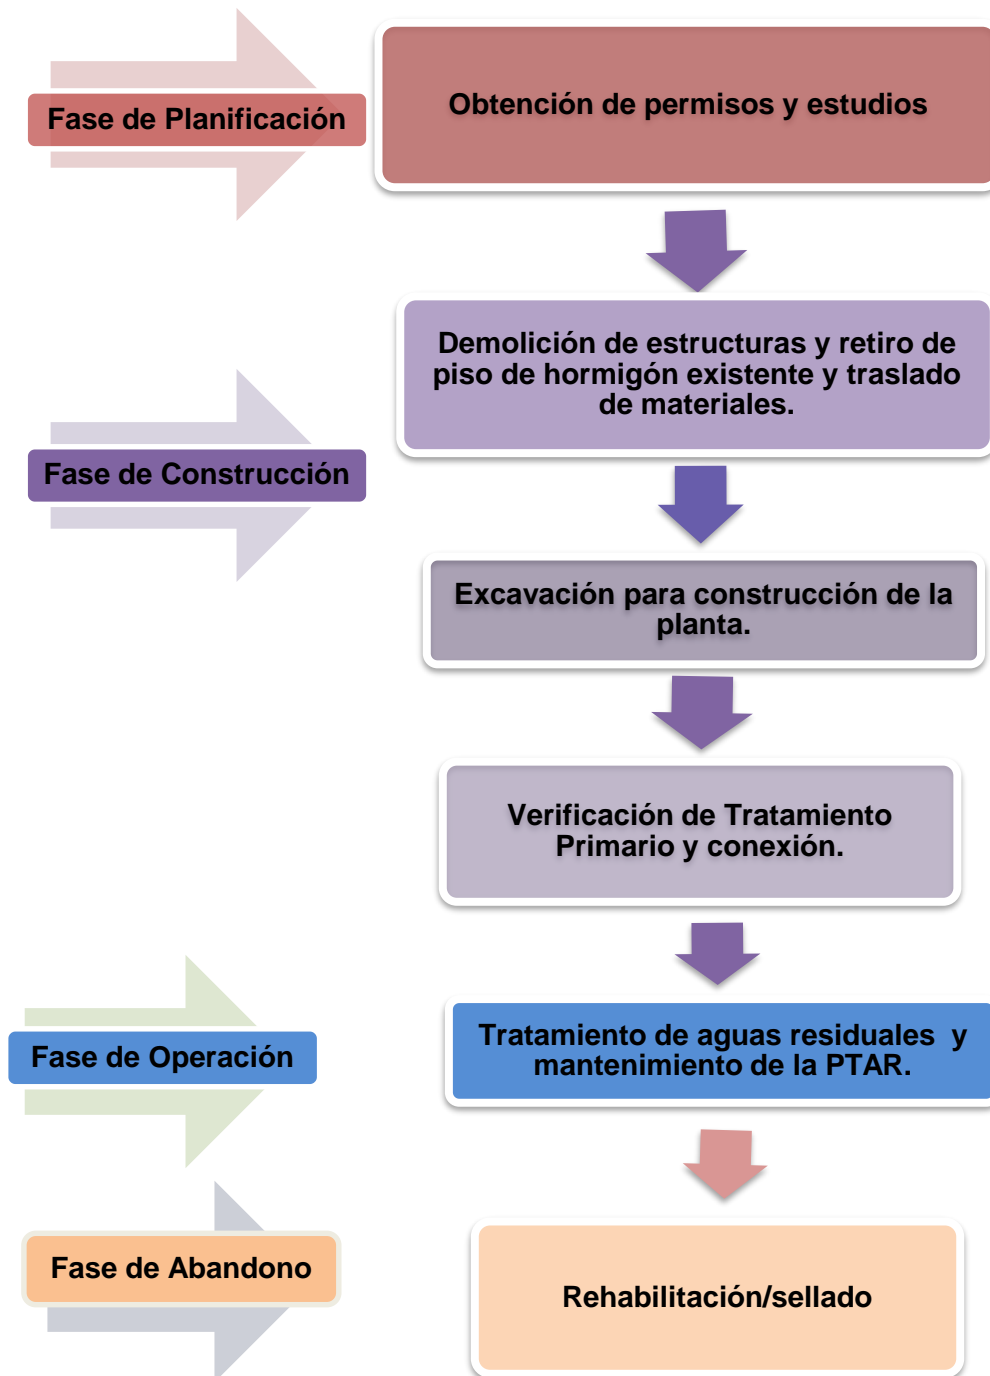 Fase de Planificación
Obtención de permisos y estudios
Demolición de estructuras y retiro de
piso de hormigón existente y traslado
de materiales.
Fase de Construcción
Excavación para construcción de la
planta.
Verificación de Tratamiento
Primario y conexión.
Fase de Operación
Tratamiento de aguas residuales  y
mantenimiento de la PTAR.
Fase de Abandono
Rehabilitación/sellado